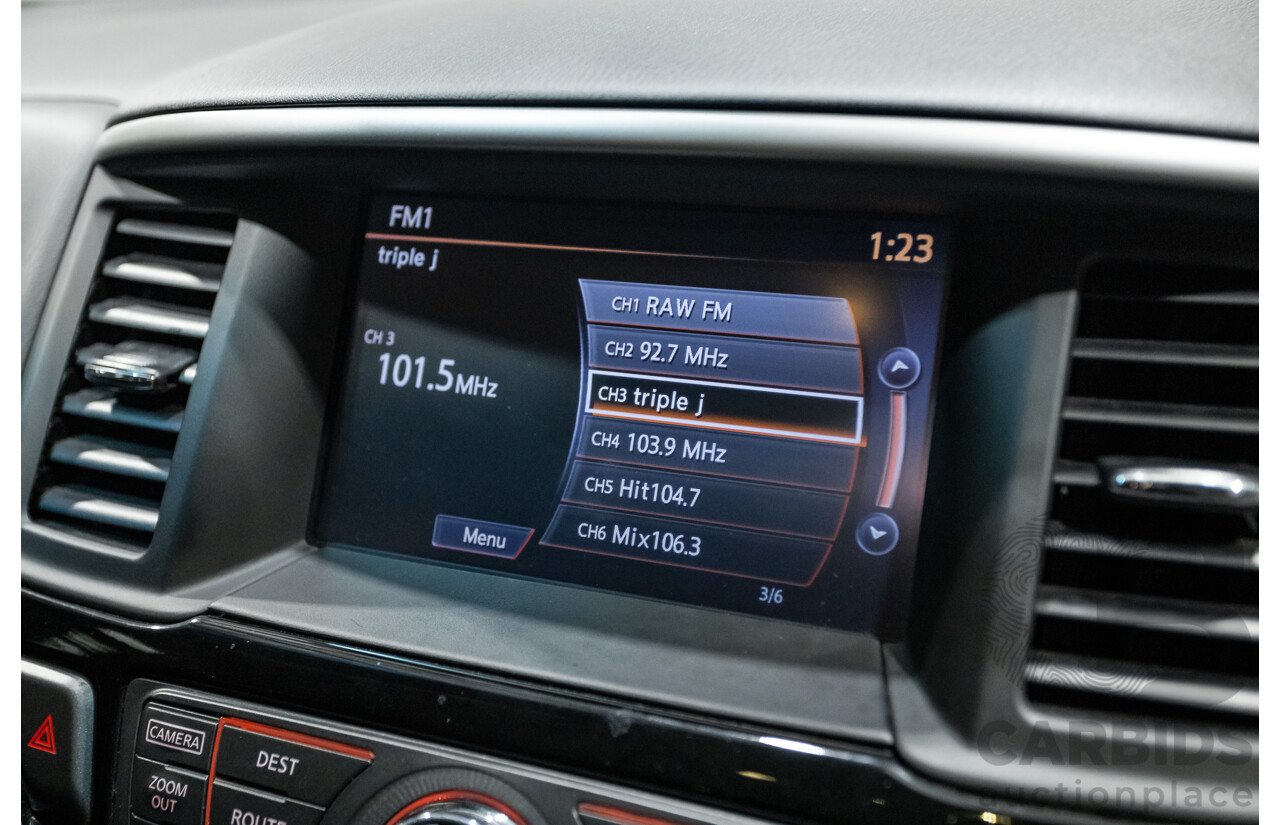 FM1
1:23
triple j
CH 3
101.5MHz
CH1 RAW FM
CH2 92.7 MHz
CH3 triple j
CH4 103.9 MHz
CH5 Hit104.7
CH6 Mix106.3
Menu
3/6
CAMERA
DEST
ZOOM
OUT
ROUTE
CARBIDS
auctionplace